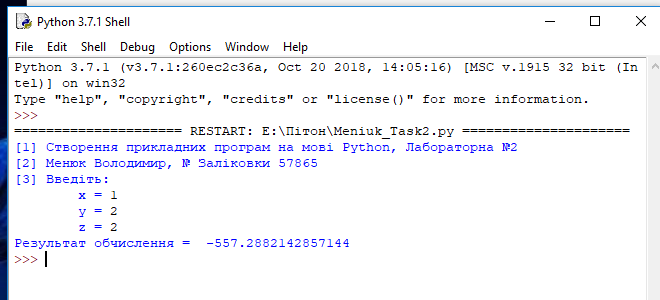 Python 3.7.1 Shell
File Edit Shell Debug Options Window Help
Python 3.7.1 (v3.7.1:260ec2c36a, Oct 20 2018, 14:05:16) [MSC v.1915 32 bit (In
tel)] on win32
Type "help", "copyright", "credits" or "license()" for more information.
>>>
====================== RESTART: E:\Пітон\Meniuk_Task2.py ======================
[1] Створення прикладних програм на мові Python, Лабораторна №2
[2] Менюк Володимир, № Заліковки 57865
[3] Введіть:
x = 1
y = 2
z = 2
Результат обчислення =  -557.2882142857144
>>>